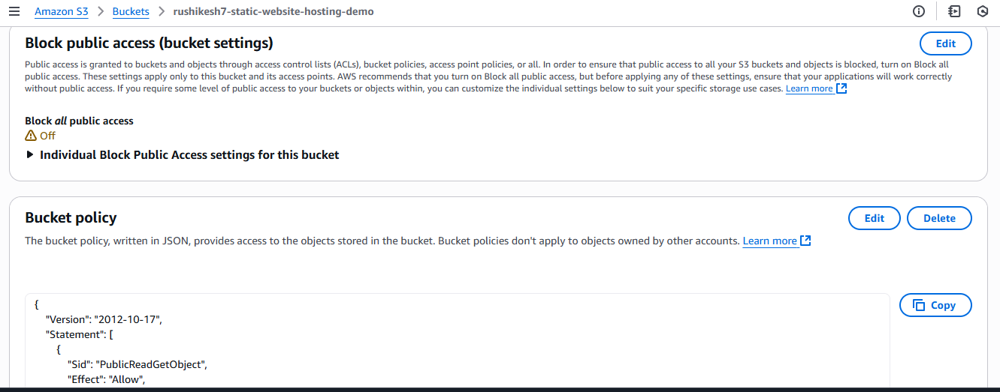 Amazon S3 > Buckets > rushikesh7-static-website-hosting-demo
Block public access (bucket settings)
Edit
Public access is granted to buckets and objects through access control lists (ACLs), bucket policies, access point policies, or all. In order to ensure that public access to all your S3 buckets and objects is blocked, turn on Block all
public access. These settings apply only to this bucket and its access points. AWS recommends that you turn on Block all public access, but before applying any of these settings, ensure that your applications will work correctly
without public access. If you require some level of public access to your buckets or objects within, you can customize the individual settings below to suit your specific storage use cases. Learn more
Block all public access
Off
Individual Block Public Access settings for this bucket
Bucket policy
Edit
Delete
The bucket policy, written in JSON, provides access to the objects stored in the bucket. Bucket policies don't apply to objects owned by other accounts. Learn more
{
Copy
"Version": "2012-10-17",
"Statement": [
{
"Sid": "PublicReadGetObject",
"Effect": "Allow",